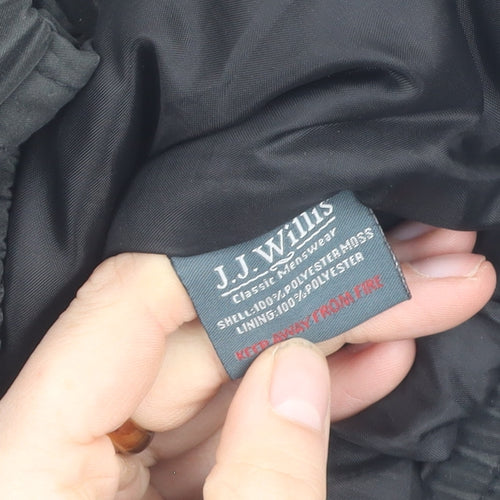 J.J.Willis
Classic Menswear
SHELL:100%POLYESTER MOSS
LINING:100%POLYESTER
KEEP AWAY FROM FIRE